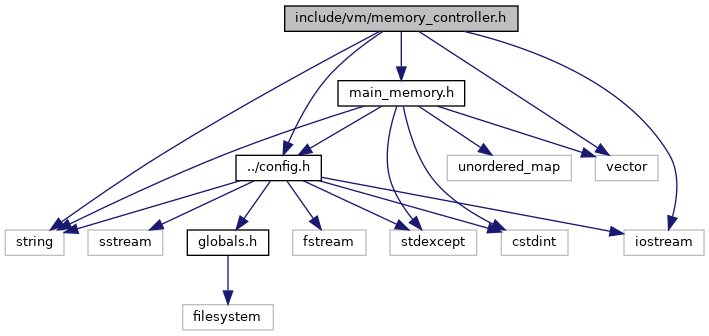 include/vm/memory_controller.h
main_memory.h
../config.h
unordered_map
vector
string
sstream
globals.h
fstream
stdexcept
cstdint
iostream
filesystem